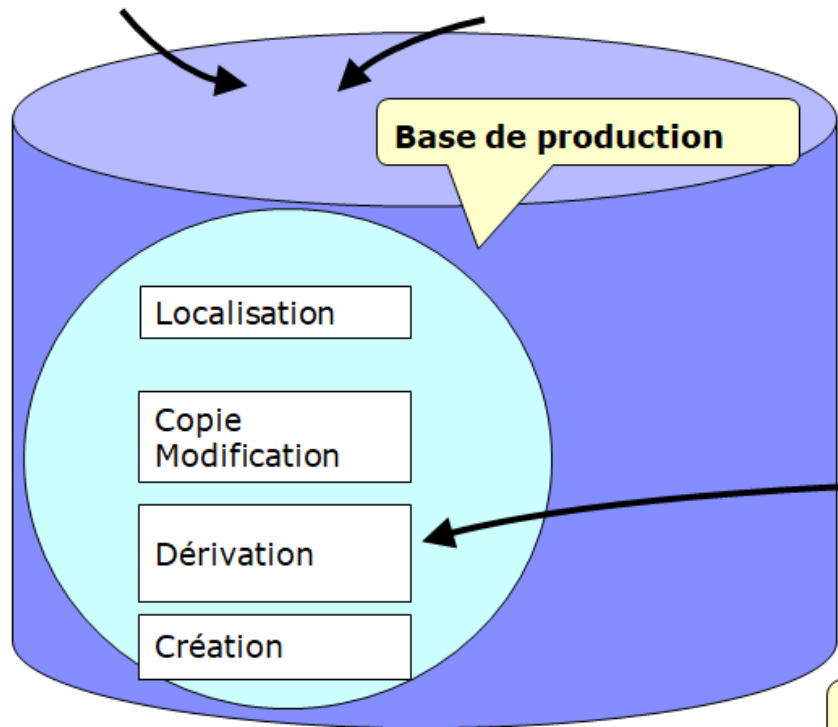 Base de production
Localisation
Copie
Modification
Dérivation
Création